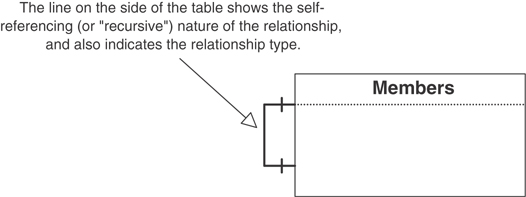 The line on the side of the table shows the self-
referencing (or "recursive") nature of the relationship,
and also indicates the relationship type.
Members